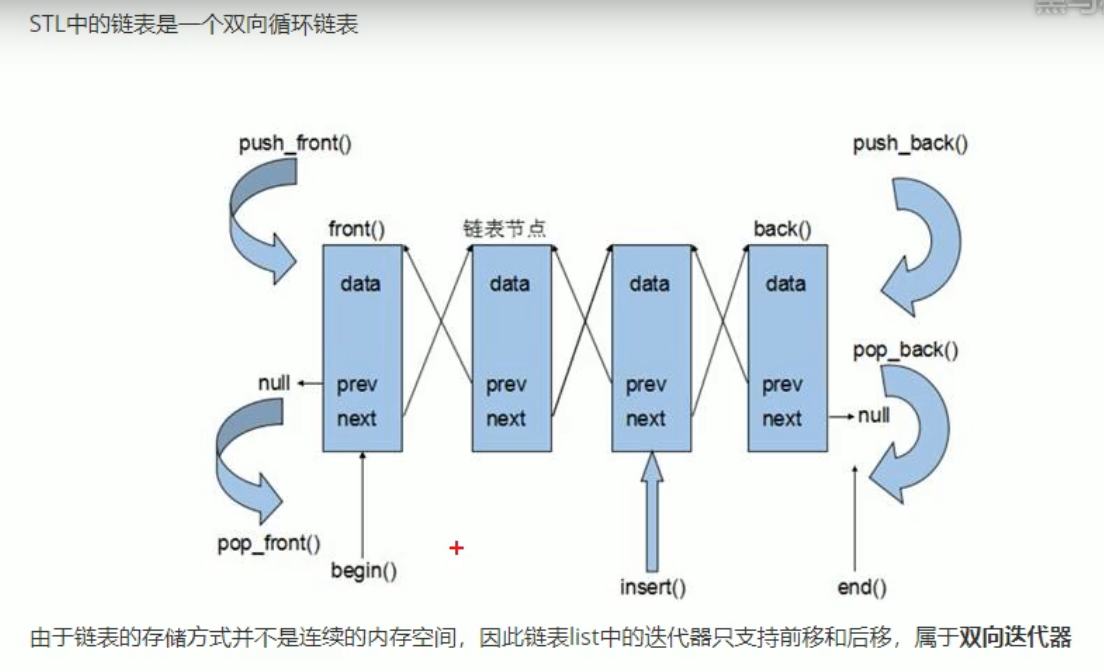 STL中的链表是一个双向循环链表
push_front()
push_back()
front()
链表节点
back()
data
data
data
data
pop_back()
null
prev
prev
prev
prev
next
next
next
next
null
pop_front()
begin()
insert()
end()
由于链表的存储方式并不是连续的内存空间，因此链表list中的迭代器只支持前移和后移，属于双向迭代器